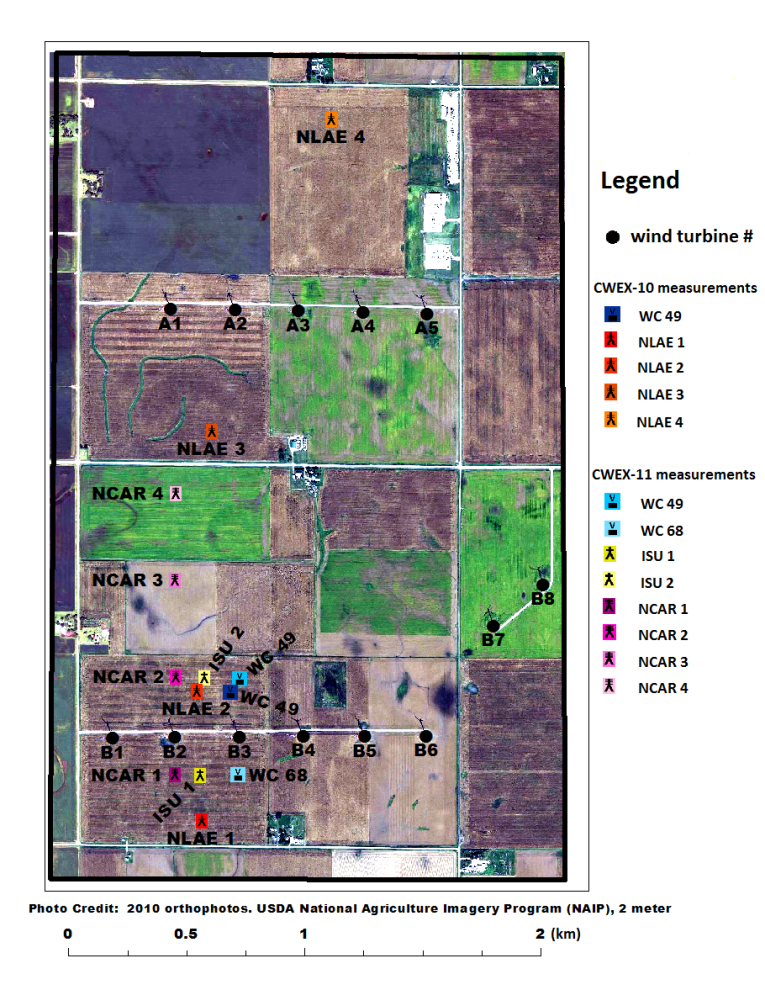 NLAE 4
Legend
wind turbine #
CWEX-10 measurements
WC 49
NLAE 1
NLAE 2
NLAE 3
NLAE 4
A1 A2 A3 A4 A5
NLAE 3
CWEX-11 measurements
WC 49
WC 68
ISU 1
ISU 2
NCAR 1
NCAR 2
NCAR 3
NCAR 4
NCAR 4
NCAR 3
B8
B7
ISU 2
WC 49
NCAR 2
WC 49
NLAE 2
B1 B2 B3 B4 B5 B6
NCAR 1
WC 68
ISU 1
NLAE 1
Photo Credit: 2010 orthophotos. USDA National Agriculture Imagery Program (NAIP), 2 meter
0 0.5 1 2 (km)